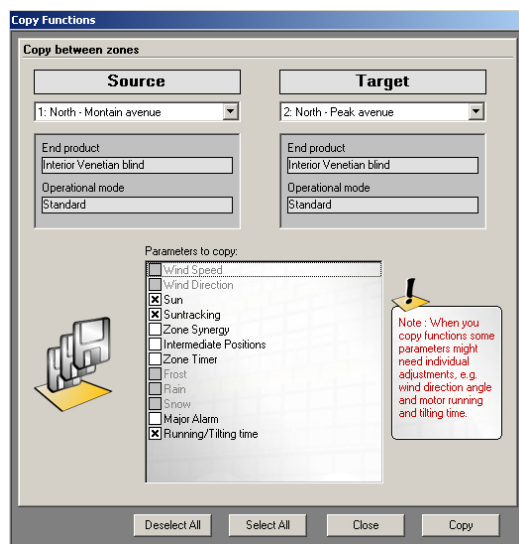 Copy Functions
Copy between zones
Source
Target
1: North - Montain avenue
2: North - Peak avenue
End product
Interior Venetian blind
Operational mode
Standard
End product
Interior Venetian blind
Operational mode
Standard
Parameters to copy:
Wind Speed
Wind Direction
Sun
Suntracking
Zone Synergy
Intermediate Positions
Zone Timer
Frost
Rain
Snow
Major Alarm
Running/Tilting time
Note : When you
copy functions some
parameters might
need individual
adjustments, e.g.
wind direction angle
and motor running
and tilting time.
Deselect All
Select All
Close
Copy